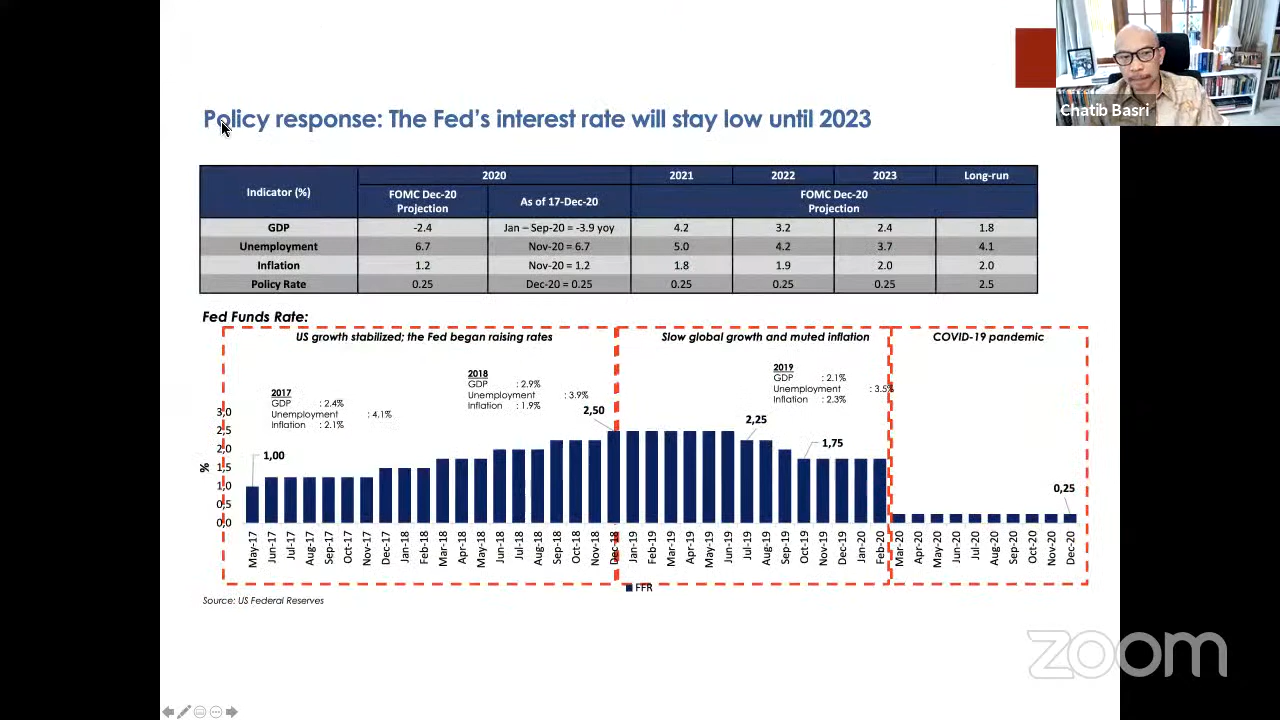 Chatib Basri
Policy response: The Fed's interest rate will stay low until 2023
Indicator (%) 2020 2021 2022 2023 Long-run
FOMC Dec-20 Projection As of 17-Dec-20 FOMC Dec-20 Projection
GDP -2.4 Jan – Sep-20 = -3.9 yoy 4.2 3.2 2.4 1.8
Unemployment 6.7 Nov-20 = 6.7 5.0 4.2 3.7 4.1
Inflation 1.2 Nov-20 = 1.2 1.8 1.9 2.0 2.0
Policy Rate 0.25 Dec-20 = 0.25 0.25 0.25 0.25 2.5
Fed Funds Rate:
US growth stabilized; the Fed began raising rates
Slow global growth and muted inflation
COVID-19 pandemic
2017
GDP : 2.4%
Unemployment : 4.1%
Inflation : 2.1%
2018
GDP : 2.9%
Unemployment : 3.9%
Inflation : 1.9%
2019
GDP : 2.1%
Unemployment : 3.5%
Inflation : 2.3%
1,00
2,50
2,25
1,75
0,25
%
3,0
2,5
2,0
1,5
1,0
0,5
0,0
May-17 Jun-17 Jul-17 Aug-17 Sep-17 Oct-17 Nov-17 Dec-17 Jan-18 Feb-18 Mar-18 Apr-18 May-18 Jun-18 Jul-18 Aug-18 Sep-18 Oct-18 Nov-18 Dec-18 Jan-19 Feb-19 Mar-19 Apr-19 May-19 Jun-19 Jul-19 Aug-19 Sep-19 Oct-19 Nov-19 Dec-19 Jan-20 Feb-20 Mar-20 Apr-20 May-20 Jun-20 Jul-20 Aug-20 Sep-20 Oct-20 Nov-20 Dec-20
FFR
Source: US Federal Reserves
zoom